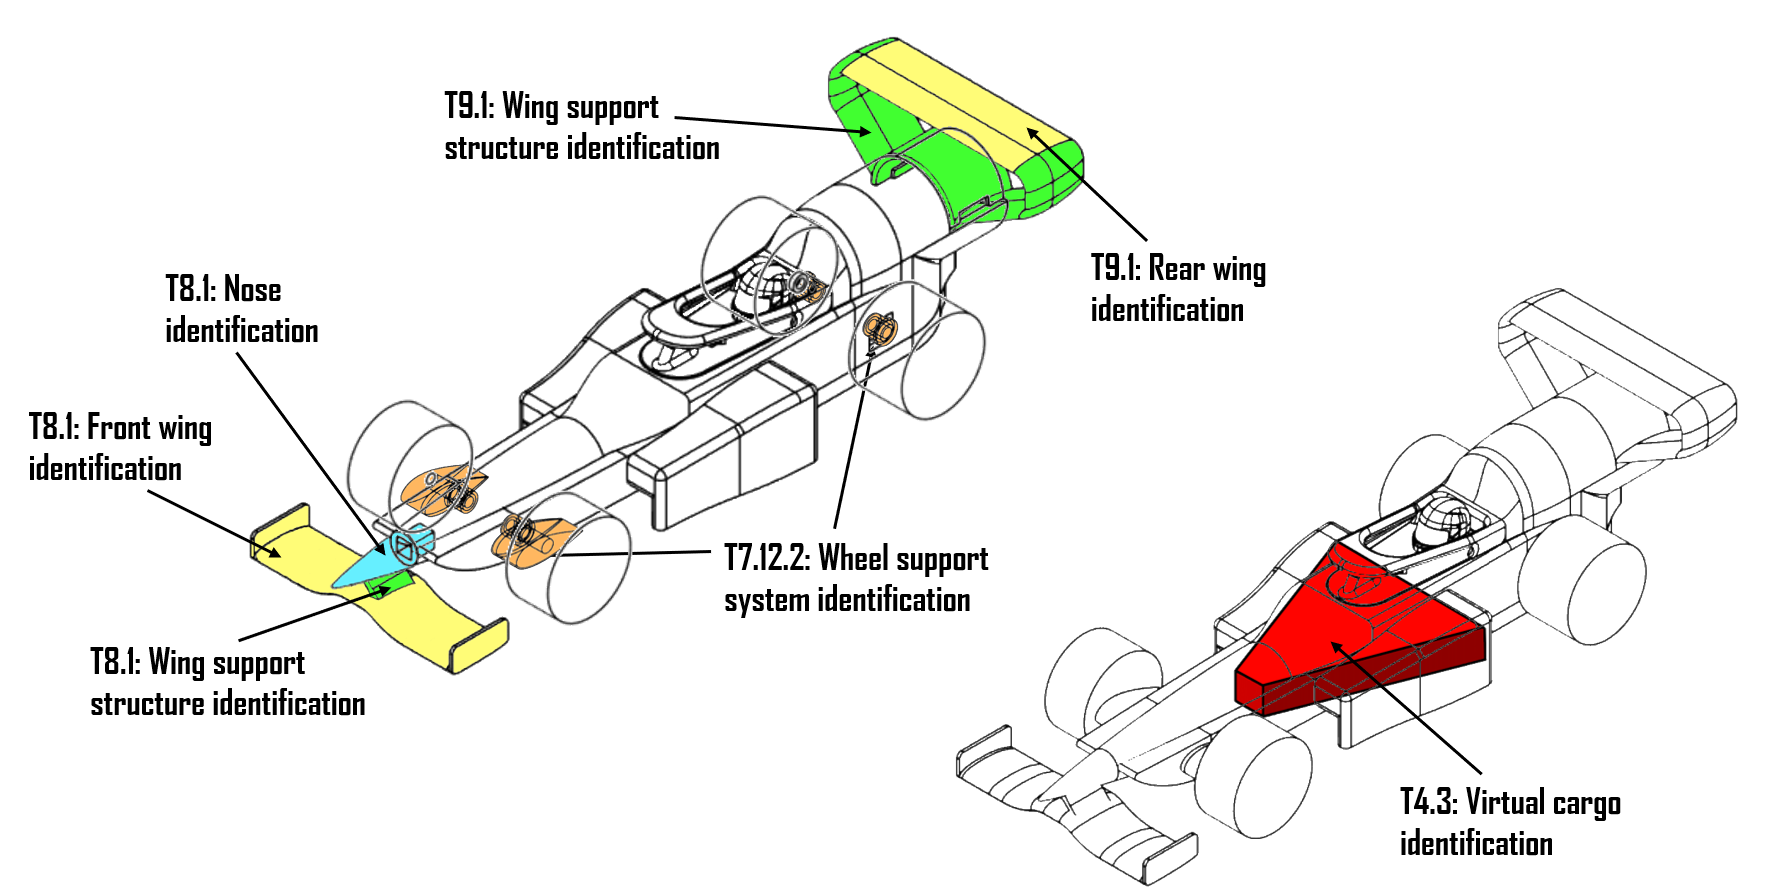 T9.1: Wing support
structure identification
T9.1: Rear wing
identification
T8.1: Nose
identification
T8.1: Front wing
identification
T7.12.2: Wheel support
system identification
T8.1: Wing support
structure identification
T4.3: Virtual cargo
identification